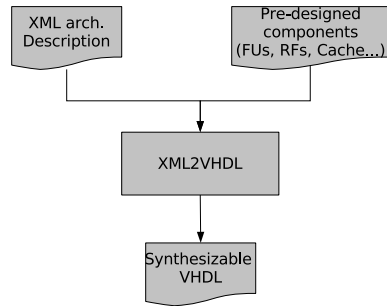 XML arch.
Description
Pre-designed
components
(FUs, RFs, Cache...)
XML2VHDL
Synthesizable
VHDL